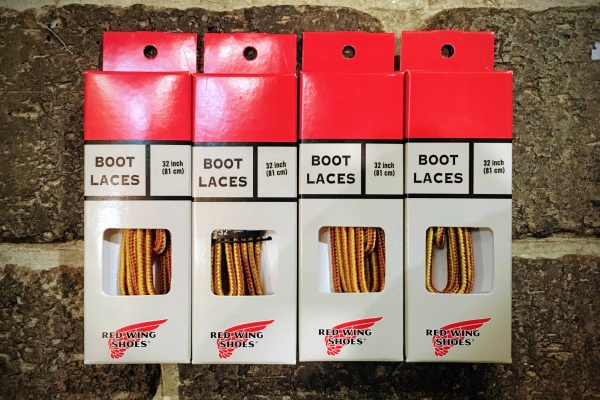 BOOT
LACES
32 inch
(81 cm)
RED WING
SHOES®
BOOT
LACES
32 inch
(81 cm)
32
RED WING
SHOES®
BOOT
LACES
32 inch
(81 cm)
RED WING
SHOES®
BOOT
LACES
32 inch
(81 cm)
RED WING
SHOES®